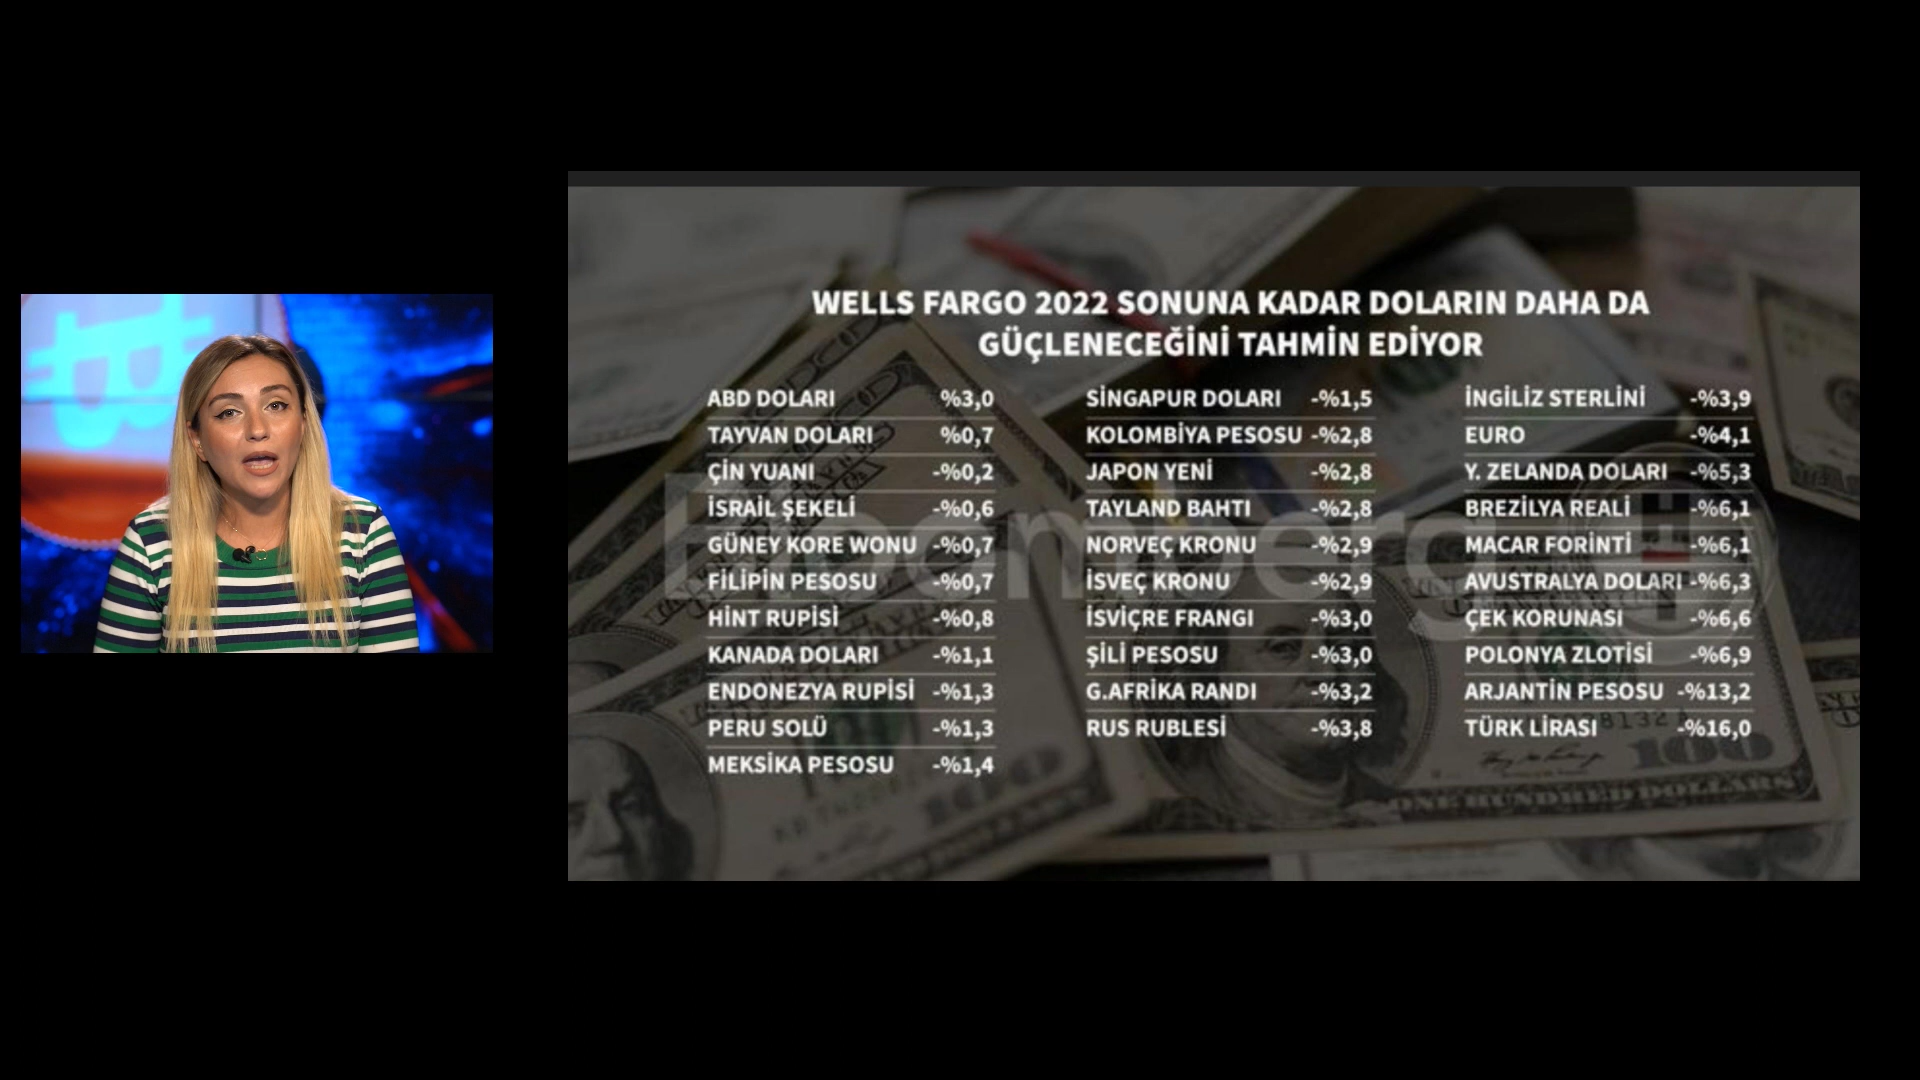 WELLS FARGO 2022 SONUNA KADAR DOLARIN DAHA DA
GÜÇLENECEĞİNİ TAHMİN EDİYOR
ABD DOLARI %3,0
TAYVAN DOLARI %0,7
ÇİN YUANI -%0,2
İSRAİL ŞEKELİ -%0,6
GÜNEY KORE WONU -%0,7
FİLİPİN PESOSU -%0,7
HİNT RUPİSİ -%0,8
KANADA DOLARI -%1,1
ENDONEZYA RUPİSİ -%1,3
PERU SOLÜ -%1,3
MEKSİKA PESOSU -%1,4
SİNGAPUR DOLARI -%1,5
KOLOMBİYA PESOSU -%2,8
JAPON YENİ -%2,8
TAYLAND BAHTI -%2,8
NORVEÇ KRONU -%2,9
İSVEÇ KRONU -%2,9
İSVİÇRE FRANGI -%3,0
ŞİLİ PESOSU -%3,0
G.AFRİKA RANDI -%3,2
RUS RUBLESİ -%3,8
İNGİLİZ STERLİNİ -%3,9
EURO -%4,1
Y. ZELANDA DOLARI -%5,3
BREZİLYA REALİ -%6,1
MACAR FORİNTİ -%6,1
AVUSTRALYA DOLARI -%6,3
ÇEK KORUNASI -%6,6
POLONYA ZLOTİSİ -%6,9
ARJANTİN PESOSU -%13,2
TÜRK LİRASI -%16,0
Bloomberg HT
100
ONE HUNDRED DOLLARS
100